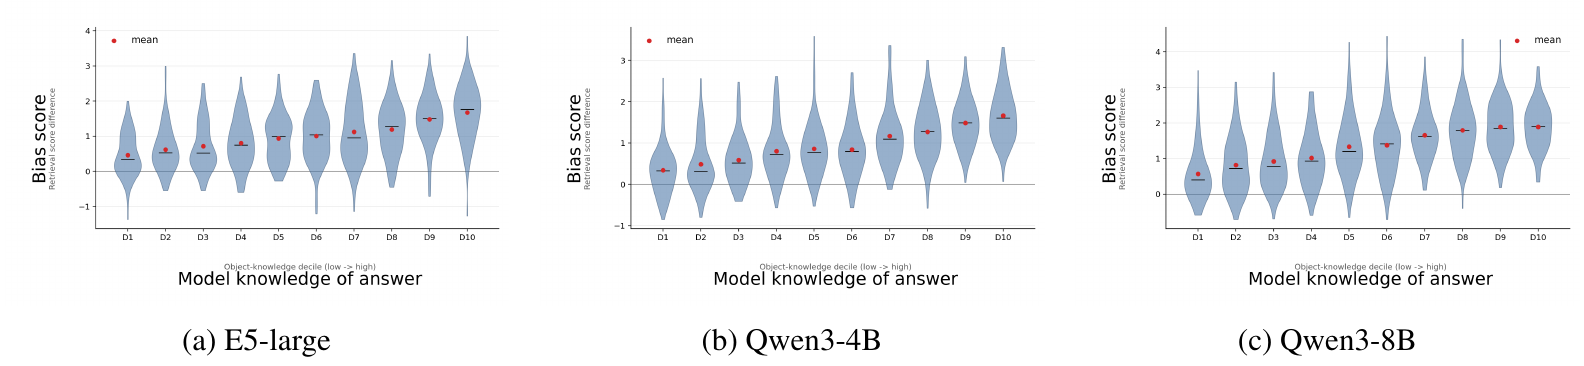 4
3
2
1
0
−1
mean
Bias score
Retrieval score difference
D1 D2 D3 D4 D5 D6 D7 D8 D9 D10
Object-knowledge decile (low -> high)
Model knowledge of answer
(a) E5-large
3
2
1
0
−1
mean
Bias score
Retrieval score difference
D1 D2 D3 D4 D5 D6 D7 D8 D9 D10
Object-knowledge decile (low -> high)
Model knowledge of answer
(b) Qwen3-4B
4
3
2
1
0
mean
Bias score
Retrieval score difference
D1 D2 D3 D4 D5 D6 D7 D8 D9 D10
Object-knowledge decile (low -> high)
Model knowledge of answer
(c) Qwen3-8B